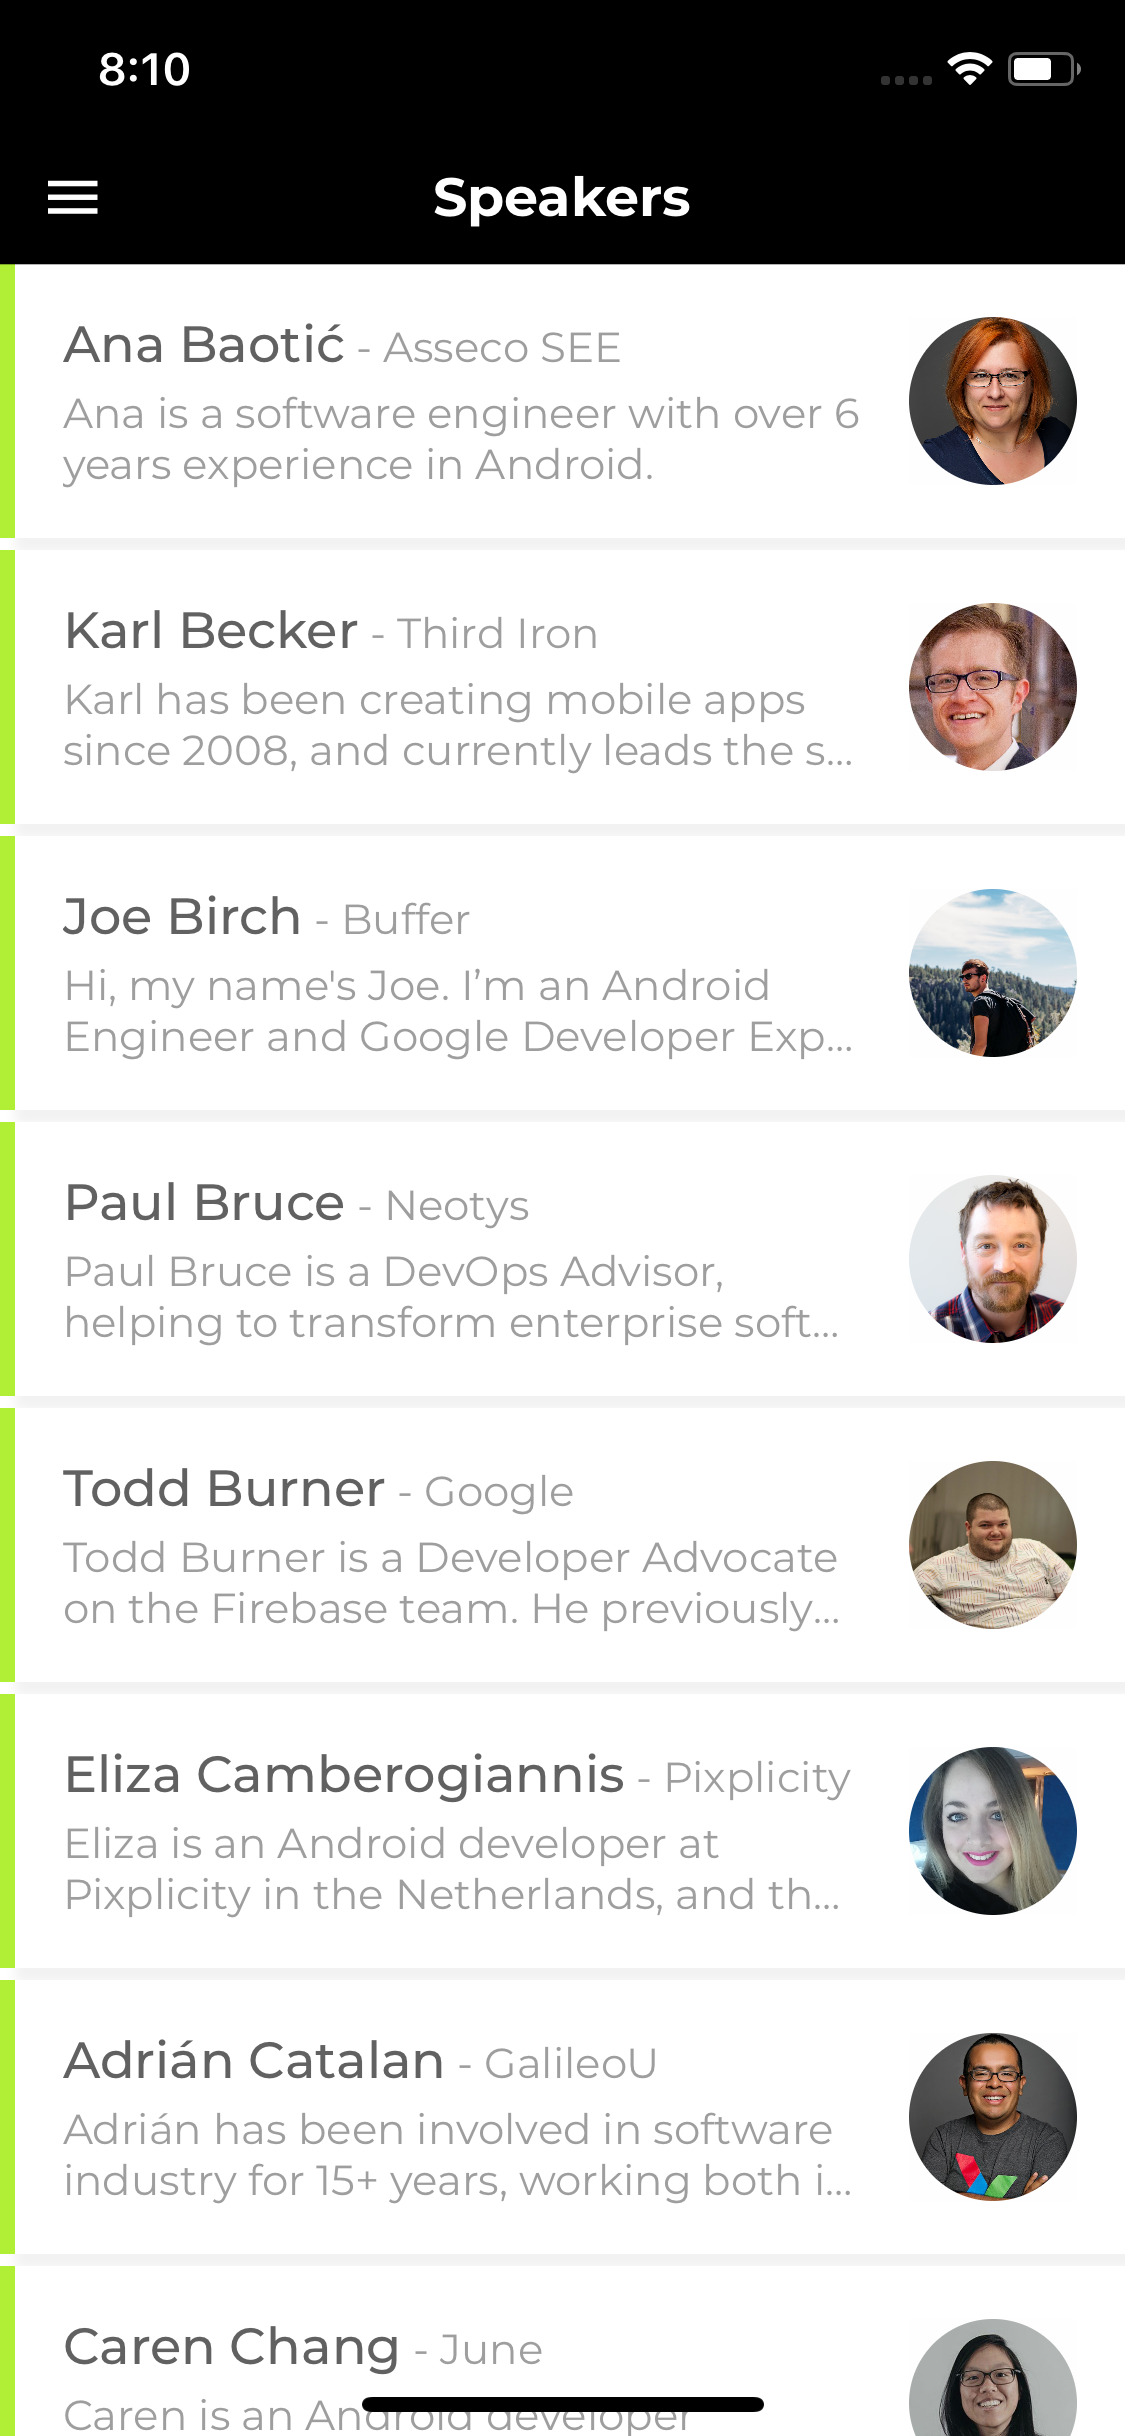 8:10
Speakers
Ana Baotić - Asseco SEE
Ana is a software engineer with over 6
years experience in Android.
Karl Becker - Third Iron
Karl has been creating mobile apps
since 2008, and currently leads the s...
Joe Birch - Buffer
Hi, my name's Joe. I’m an Android
Engineer and Google Developer Exp...
Paul Bruce - Neotys
Paul Bruce is a DevOps Advisor,
helping to transform enterprise soft...
Todd Burner - Google
Todd Burner is a Developer Advocate
on the Firebase team. He previously...
Eliza Camberogiannis - Pixplicity
Eliza is an Android developer at
Pixplicity in the Netherlands, and th...
Adrián Catalan - GalileoU
Adrián has been involved in software
industry for 15+ years, working both i...
Caren Chang - June
Caren is an Android developer